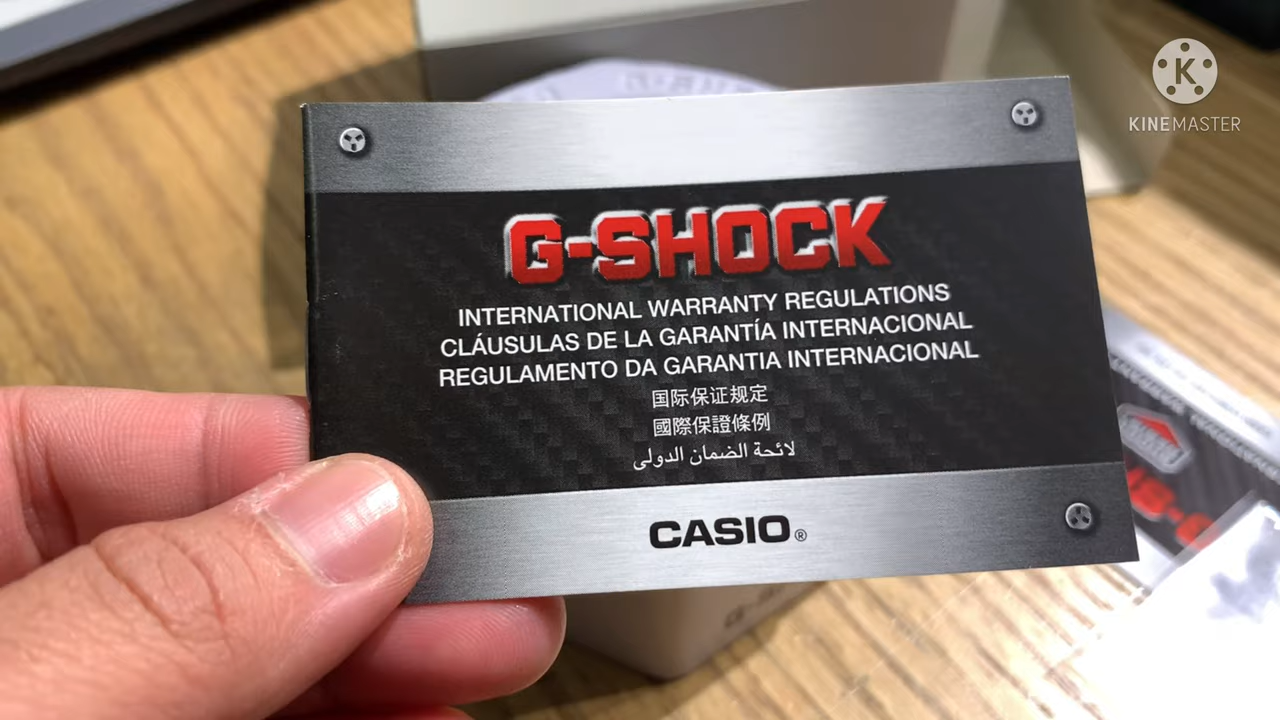 KINEMASTER
G-SHOCK
INTERNATIONAL WARRANTY REGULATIONS
CLÁUSULAS DE LA GARANTÍA INTERNACIONAL
REGULAMENTO DA GARANTIA INTERNACIONAL
国际保证规定
國際保證條例
لائحة الضمان الدولى
CASIO®